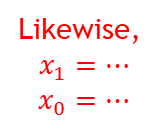 Likewise,
x₁ = ⋯
x₀ = ⋯